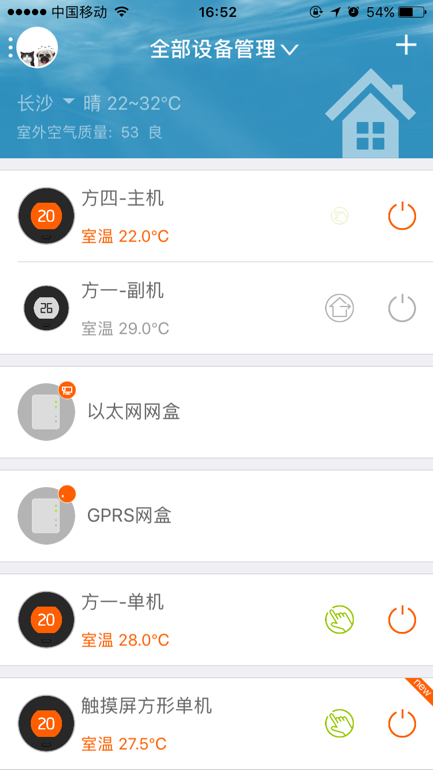 中国移动 16:52 54%
全部设备管理
长沙 晴 22~32°C
室外空气质量: 53 良
20 方四-主机
室温 22.0°C
26 方一-副机
室温 29.0°C
以太网网盒
GPRS网盒
20 方一-单机
室温 28.0°C
new
20 触摸屏方形单机
室温 27.5°C